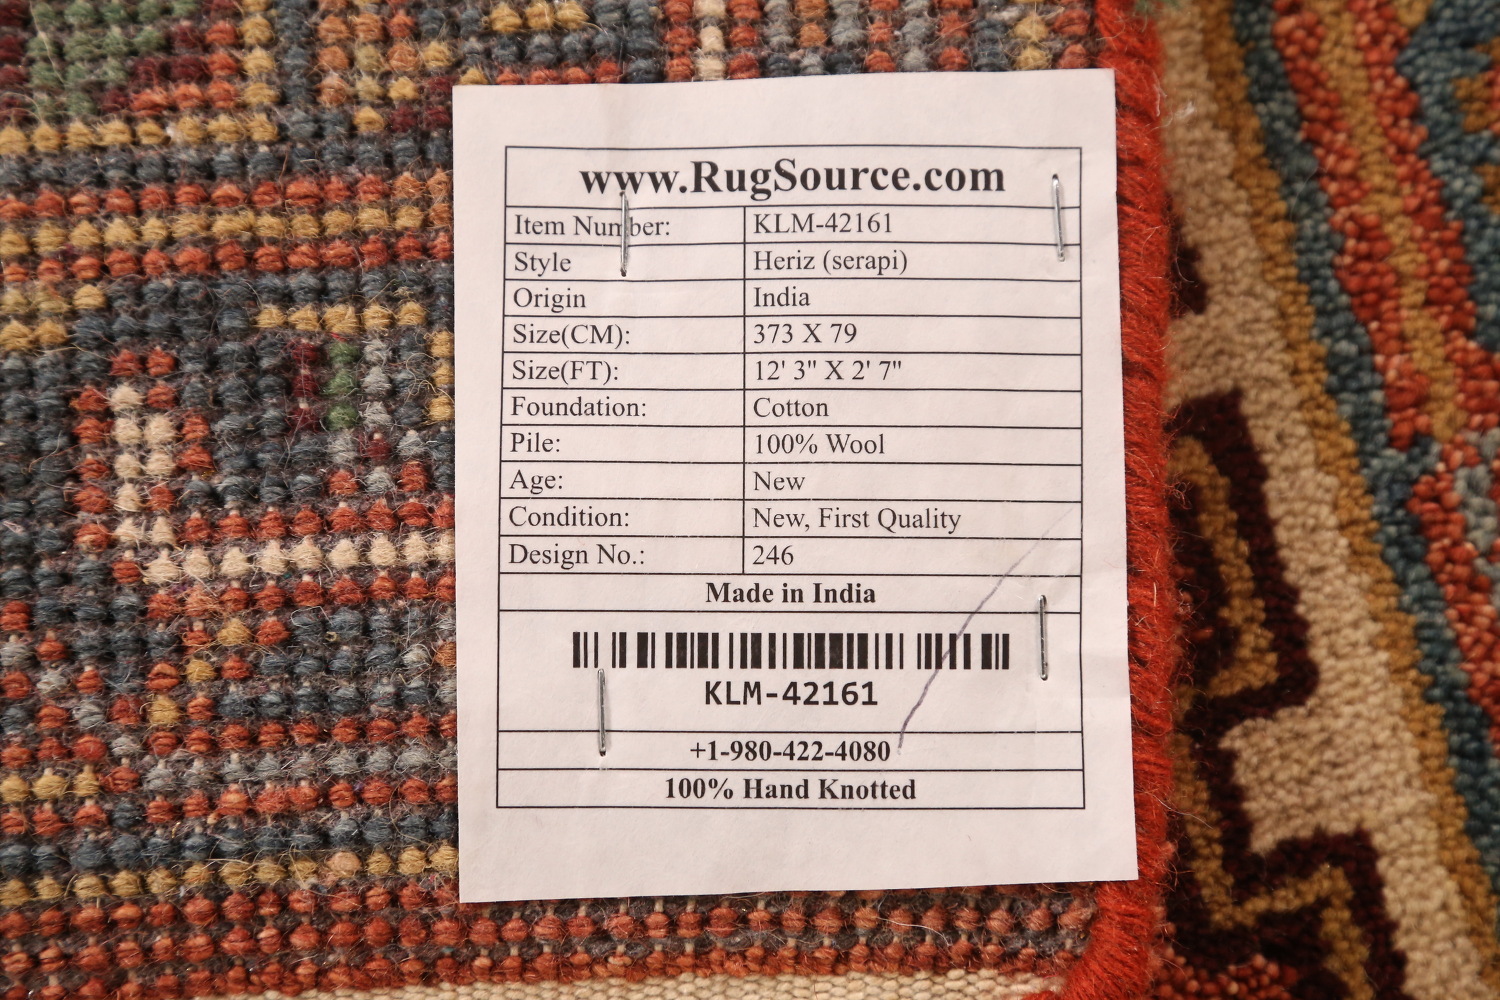 www.RugSource.com
Item Number: KLM-42161
Style Heriz (serapi)
Origin India
Size(CM): 373 X 79
Size(FT): 12' 3" X 2' 7"
Foundation: Cotton
Pile: 100% Wool
Age: New
Condition: New, First Quality
Design No.: 246
Made in India
KLM-42161
+1-980-422-4080
100% Hand Knotted